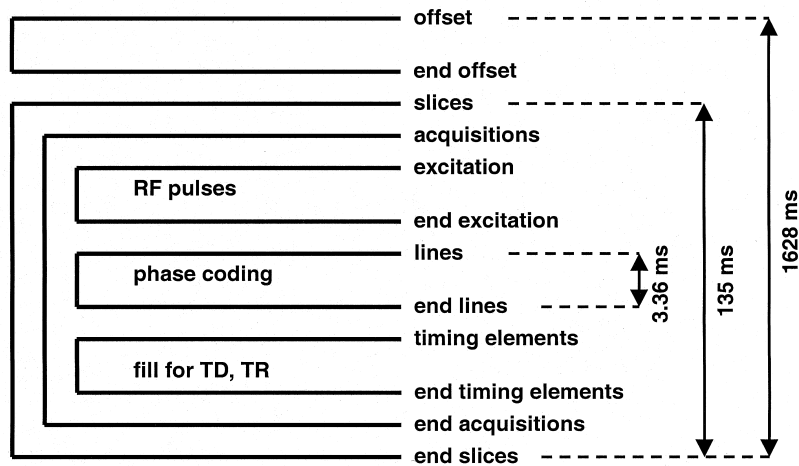 offset
end offset
slices
acquisitions
excitation
RF pulses
end excitation
lines
phase coding
end lines
timing elements
fill for TD, TR
end timing elements
end acquisitions
end slices
3.36 ms
135 ms
1628 ms